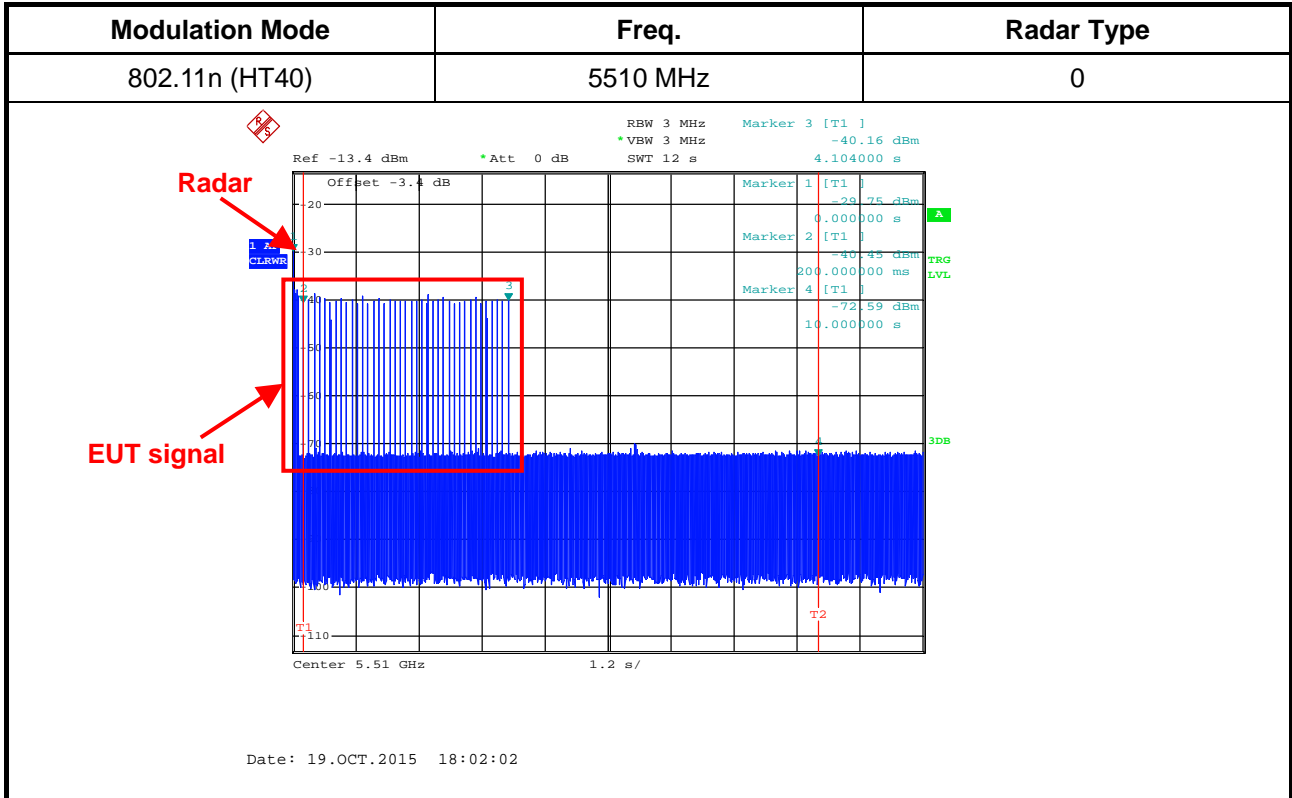 Modulation Mode Freq. Radar Type
802.11n (HT40) 5510 MHz 0
R S
RBW 3 MHz Marker 3 [T1 ]
*VBW 3 MHz -40.16 dBm
Ref -13.4 dBm *Att 0 dB SWT 12 s 4.104000 s
Radar
Offset -3.4 dB Marker 1 [T1 ]
-20 -29.75 dBm
0.000000 s A
Marker 2 [T1 ]
1 A
-30 -40.45 dBm TRG
CLRWR 200.000000 ms LVL
2 3 Marker 4 [T1 ]
-40 -72.59 dBm
10.000000 s
-50
-60
-70 4 3DB
EUT signal
-100
T1 T2
-110
Center 5.51 GHz 1.2 s/
Date: 19.OCT.2015 18:02:02